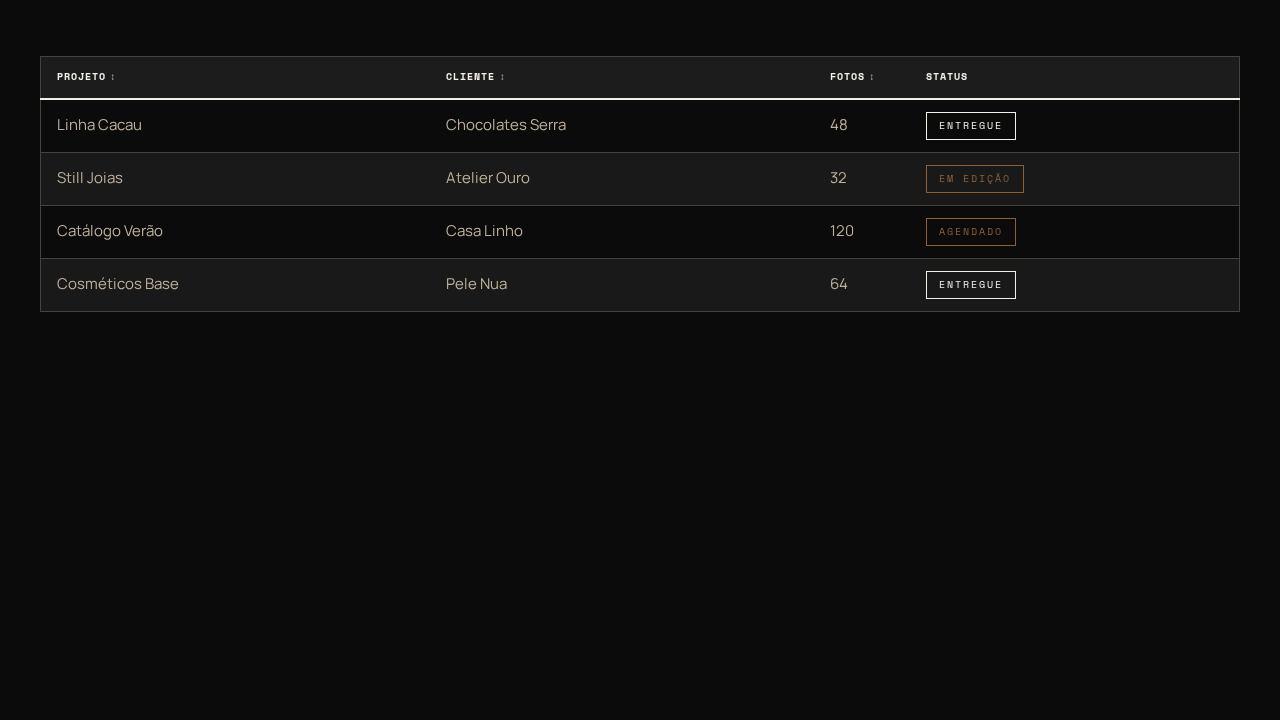 PROJETO ↕ CLIENTE ↕ FOTOS ↕ STATUS
Linha Cacau Chocolates Serra 48 ENTREGUE
Still Joias Atelier Ouro 32 EM EDIÇÃO
Catálogo Verão Casa Linho 120 AGENDADO
Cosméticos Base Pele Nua 64 ENTREGUE